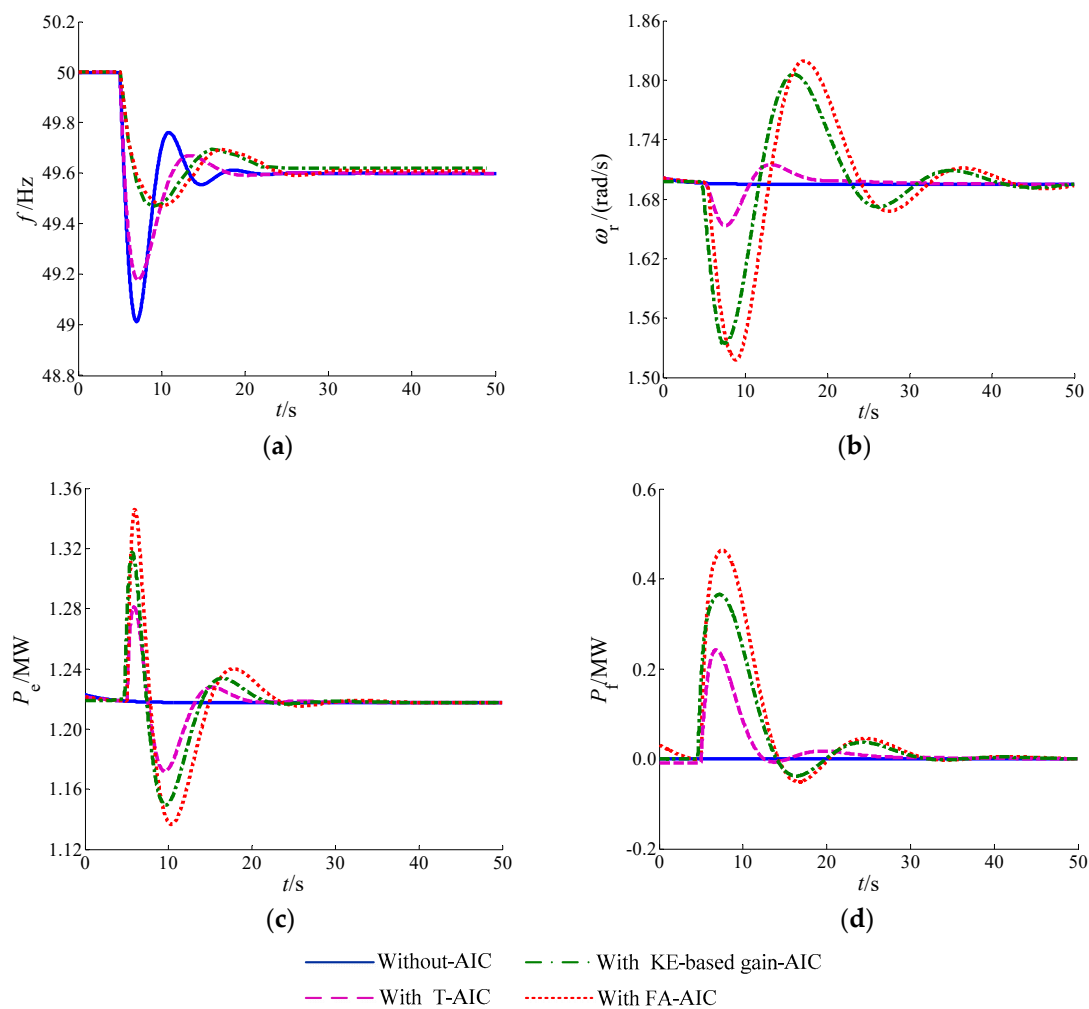 50.2
50
49.8
49.6
49.4
49.2
49
48.8
f/Hz
0 10 20 30 40 50
t/s
(a)
1.86
1.80
1.74
1.68
1.62
1.56
1.50
ωr/(rad/s)
0 10 20 30 40 50
t/s
(b)
1.36
1.32
1.28
1.24
1.20
1.16
1.12
Pe/MW
0 10 20 30 40 50
t/s
(c)
0.6
0.4
0.2
0.0
-0.2
Pf/MW
0 10 20 30 40 50
t/s
(d)
Without-AIC
With KE-based gain-AIC
With T-AIC
With FA-AIC